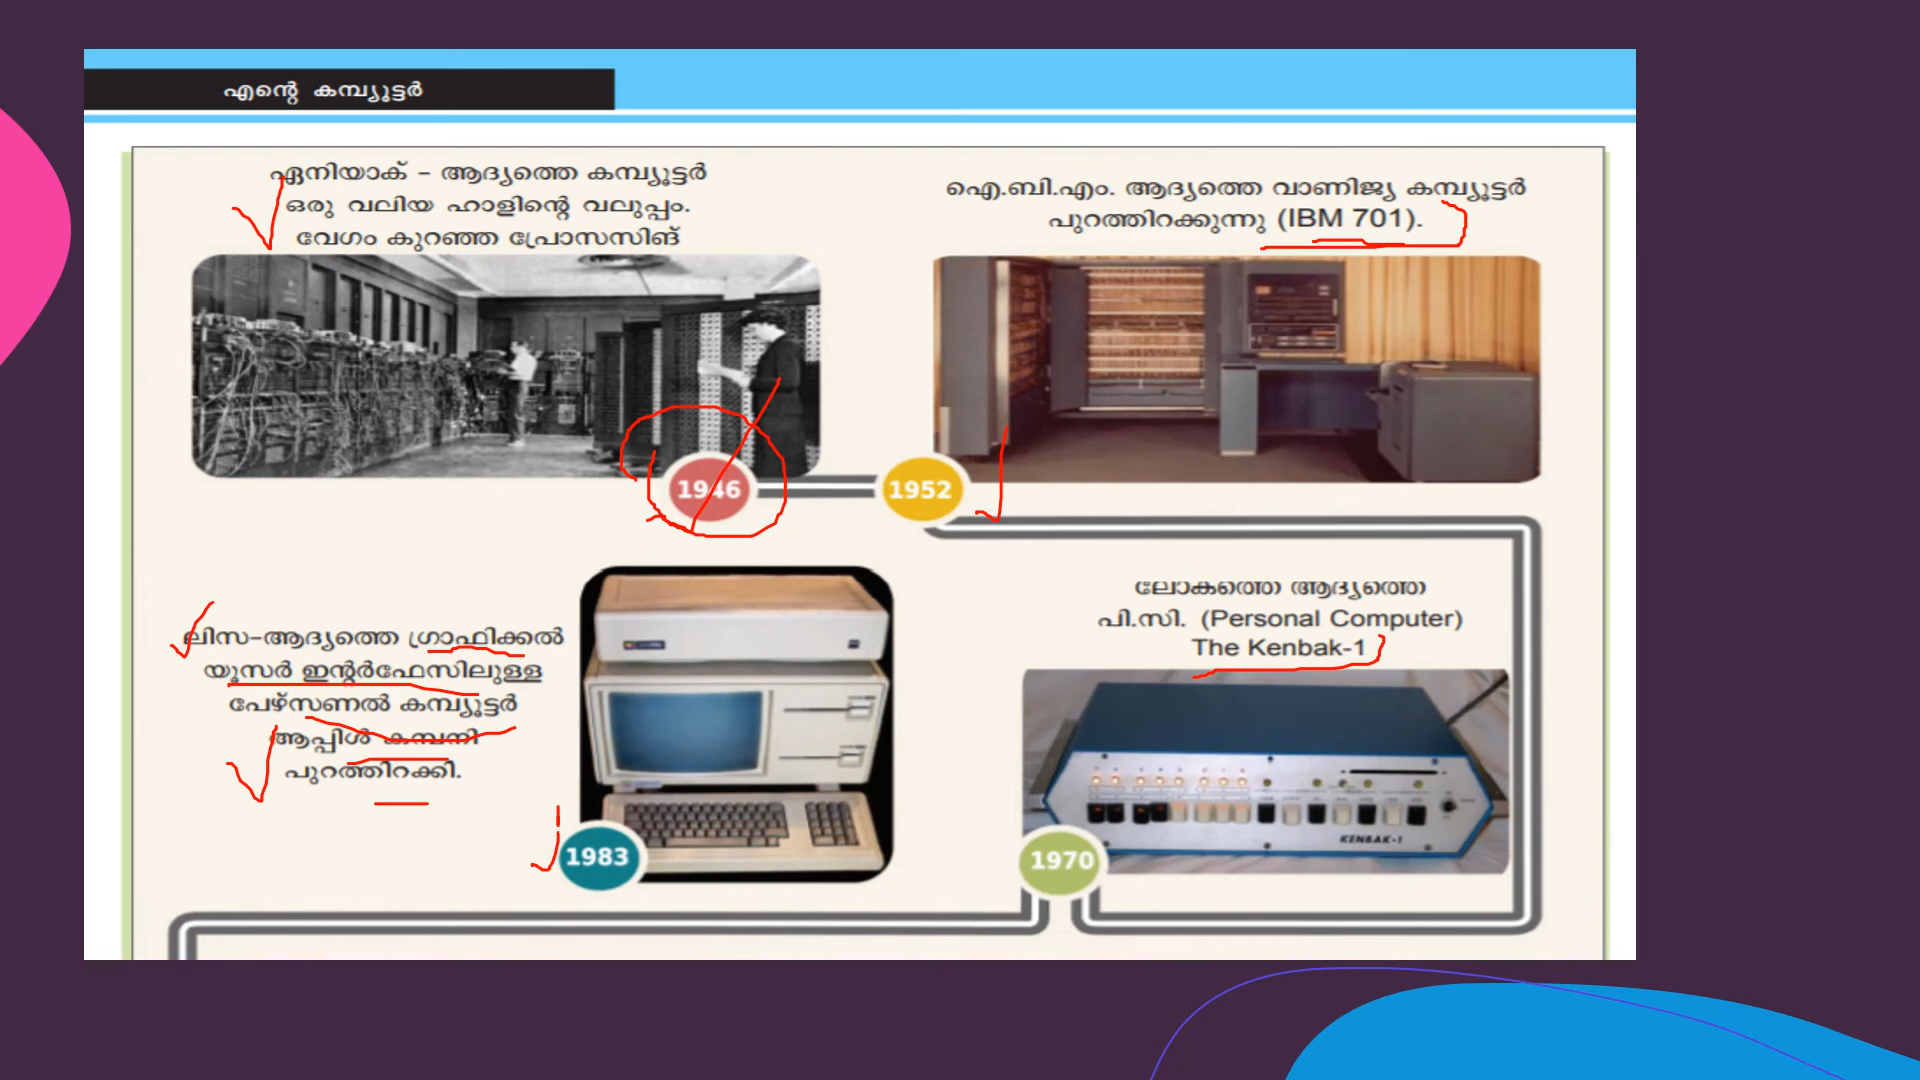 എന്റെ കമ്പ്യൂട്ടർ
ഏനിയാക് – ആദ്യത്തെ കമ്പ്യൂട്ടർ
ഒരു വലിയ ഹാളിന്റെ വലുപ്പം.
വേഗം കുറഞ്ഞ പ്രോസസിങ്
ഐ.ബി.എം. ആദ്യത്തെ വാണിജ്യ കമ്പ്യൂട്ടർ
പുറത്തിറക്കുന്നു (IBM 701).
1946
1952
ലോകത്തെ ആദ്യത്തെ
പി.സി. (Personal Computer)
The Kenbak-1
KENBAK-1
1970
ലിസ-ആദ്യത്തെ ഗ്രാഫിക്കൽ
യൂസർ ഇന്റർഫേസിലുള്ള
പേഴ്സണൽ കമ്പ്യൂട്ടർ
ആപ്പിൾ കമ്പനി
പുറത്തിറക്കി.
1983